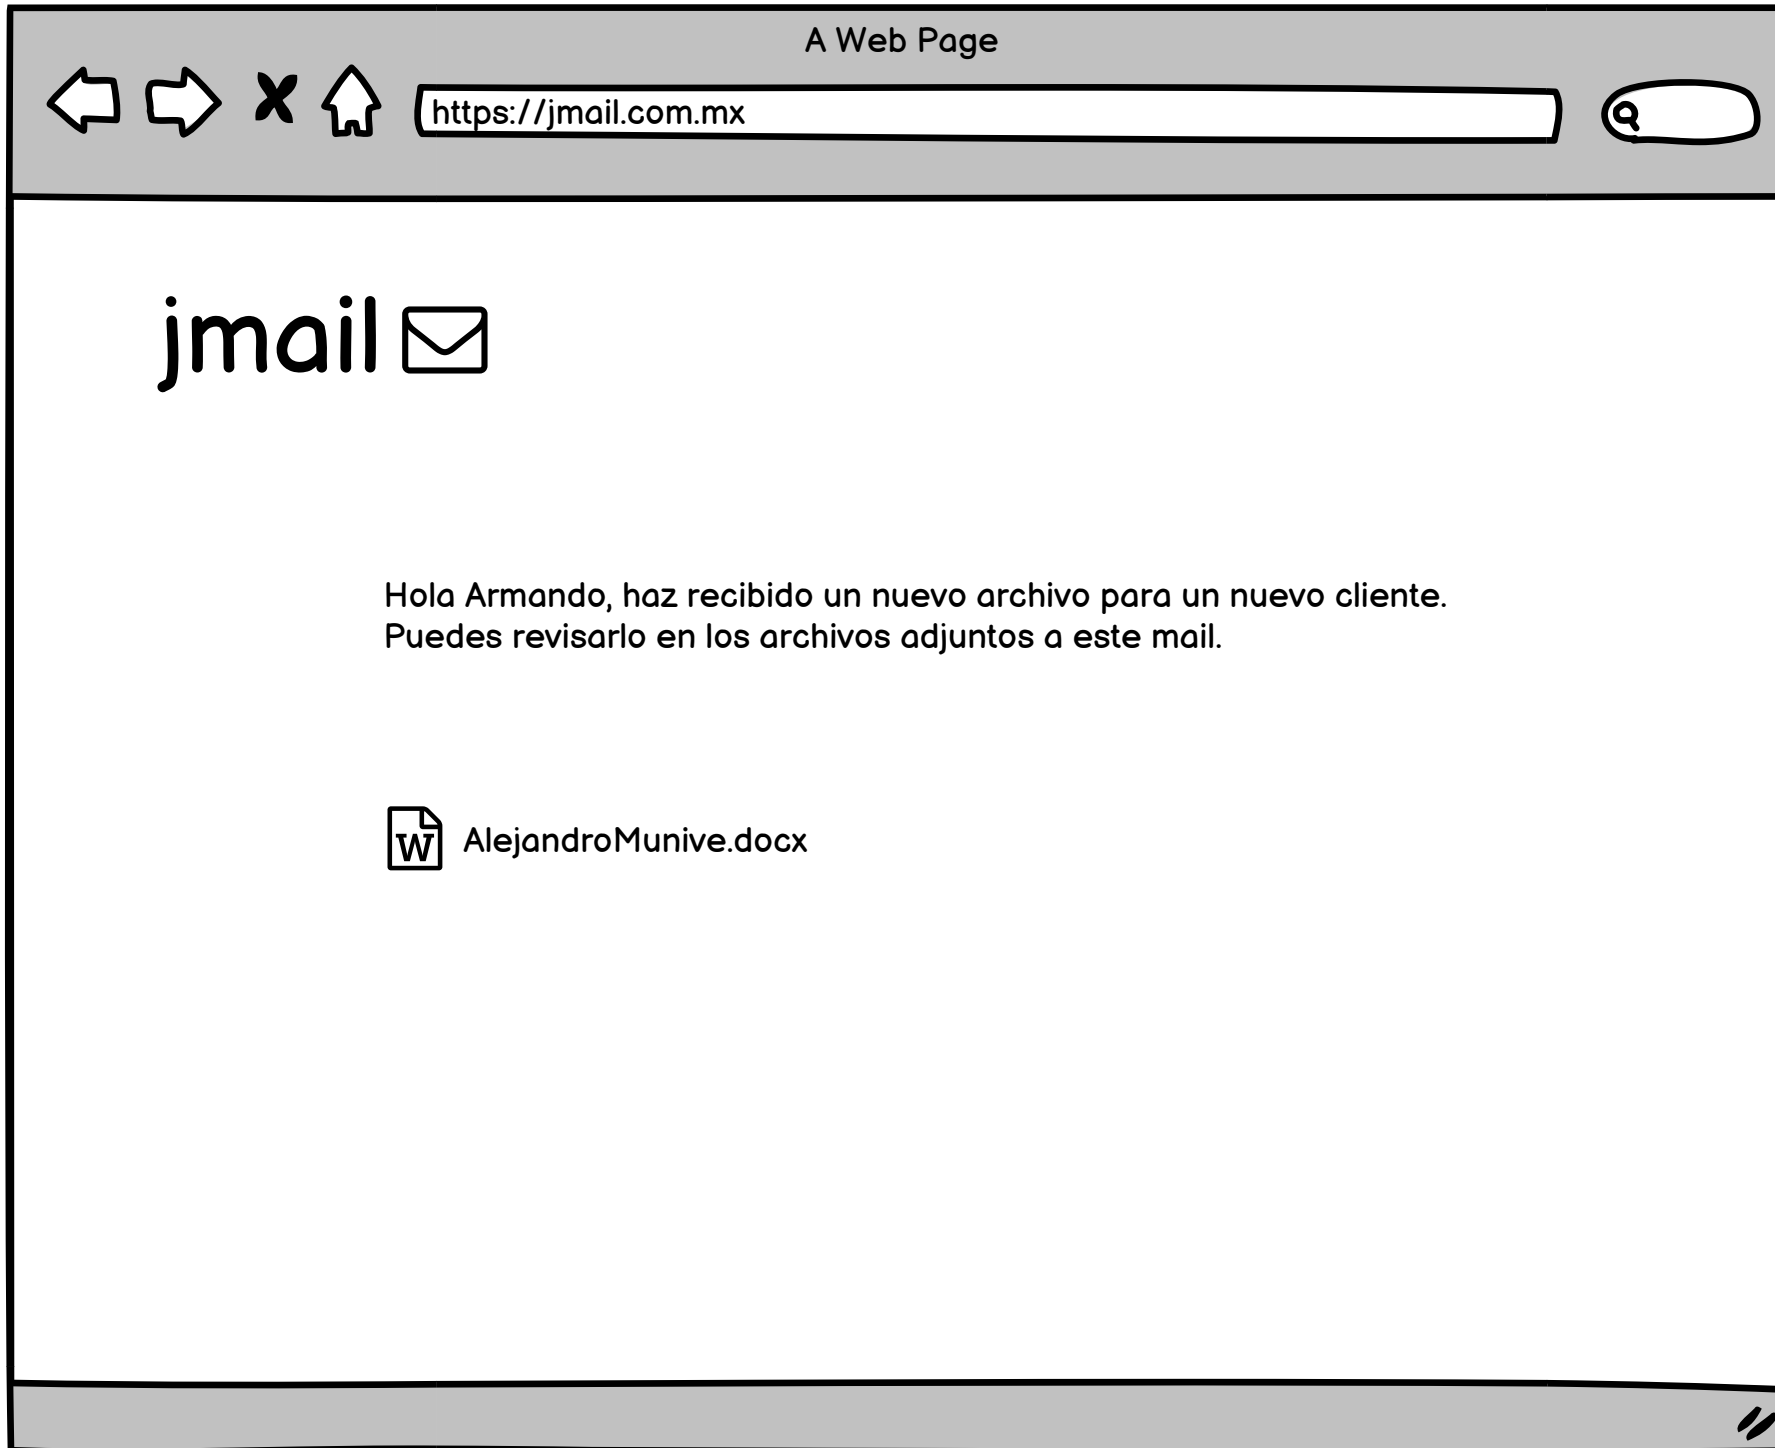 A Web Page
https://jmail.com.mx
jmail
Hola Armando, haz recibido un nuevo archivo para un nuevo cliente.
Puedes revisarlo en los archivos adjuntos a este mail.
W AlejandroMunive.docx